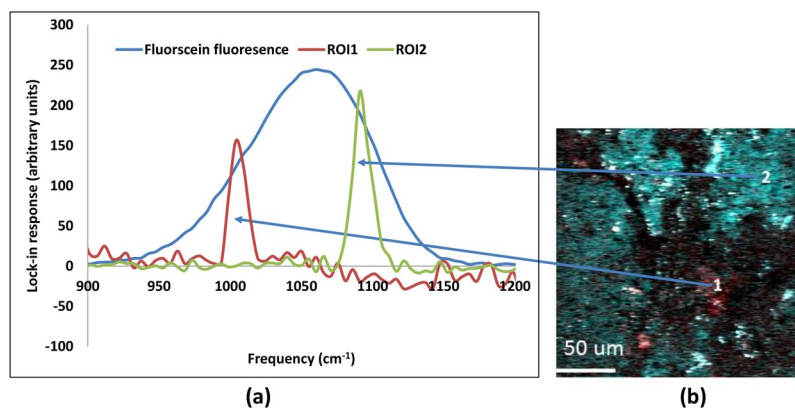 300
250
200
150
100
50
0
-50
-100
Lock-in response (arbitrary units)
Fluorscein fluoresence ROI1 ROI2
900 1000 1100 1200
950 1050 1150
Frequency (cm-1)
(a)
2
1
50 um
(b)